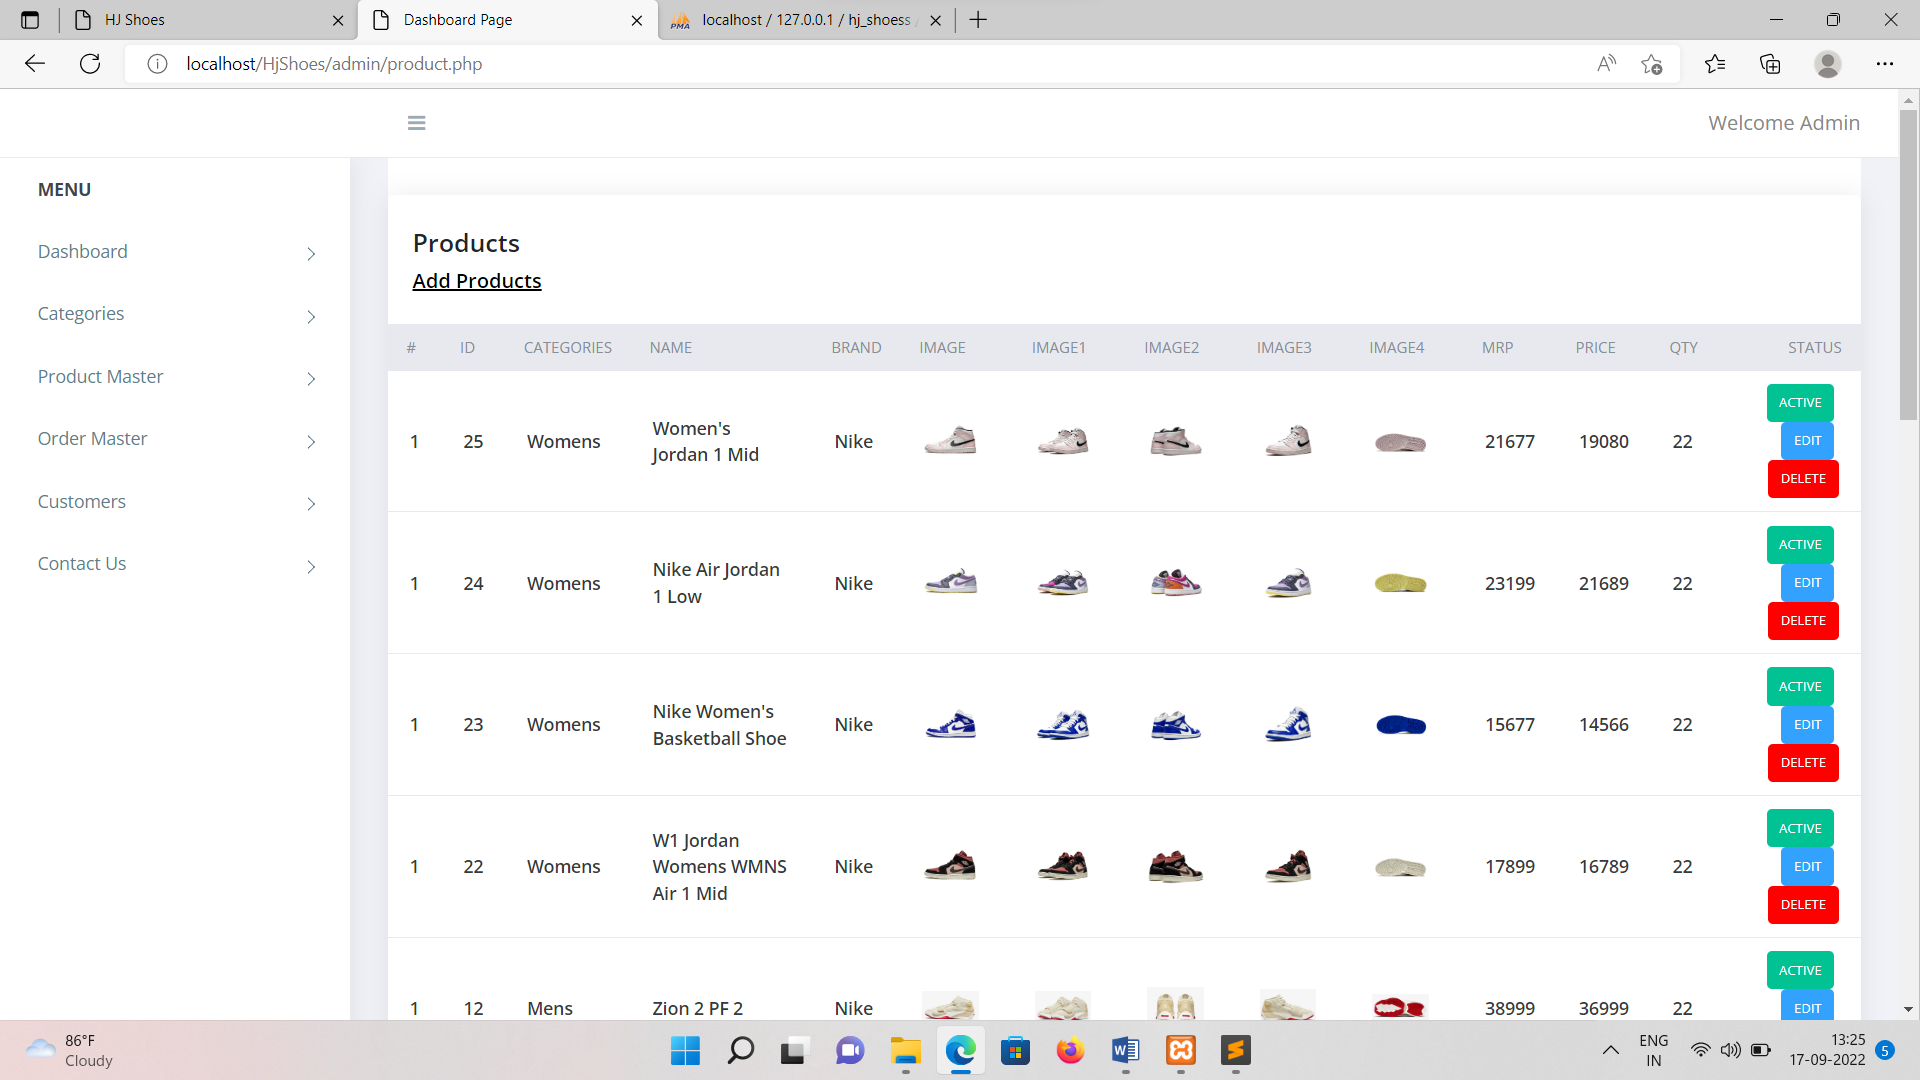 HJ Shoes
Dashboard Page
PMA
localhost / 127.0.0.1 / hj_shoess
localhost/HjShoes/admin/product.php
Welcome Admin
MENU
Dashboard
Categories
Product Master
Order Master
Customers
Contact Us
Products
Add Products
# ID CATEGORIES NAME BRAND IMAGE IMAGE1 IMAGE2 IMAGE3 IMAGE4 MRP PRICE QTY STATUS
1 25 Womens Women's Jordan 1 Mid Nike 21677 19080 22 ACTIVE EDIT DELETE
1 24 Womens Nike Air Jordan 1 Low Nike 23199 21689 22 ACTIVE EDIT DELETE
1 23 Womens Nike Women's Basketball Shoe Nike 15677 14566 22 ACTIVE EDIT DELETE
1 22 Womens W1 Jordan Womens WMNS Air 1 Mid Nike 17899 16789 22 ACTIVE EDIT DELETE
1 12 Mens Zion 2 PF 2 Nike 38999 36999 22 ACTIVE EDIT
86°F
Cloudy
ENG
IN
13:25
17-09-2022
5